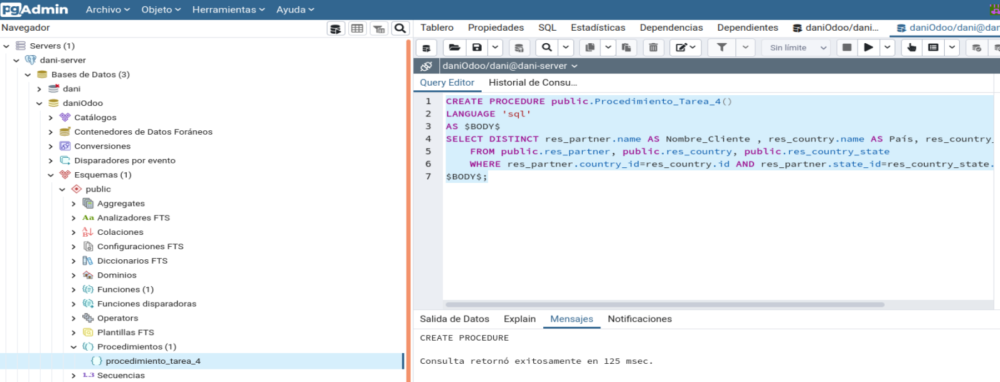 pgAdmin Archivo Objeto Herramientas Ayuda
Navegador
Servers (1)
dani-server
Bases de Datos (3)
dani
daniOdoo
Catálogos
Contenedores de Datos Foráneos
Conversiones
Disparadores por evento
Esquemas (1)
public
Aggregates
Aa Analizadores FTS
Colaciones
Configuraciones FTS
Diccionarios FTS
Dominios
Funciones (1)
Funciones disparadoras
Operators
Plantillas FTS
Procedimientos (1)
procedimiento_tarea_4
1..3 Secuencias
Tablero Propiedades SQL Estadísticas Dependencias Dependientes daniOdoo/dani... daniOdoo/dani@dan
Sin límite
daniOdoo/dani@dani-server
Query Editor Historial de Consu...
1 CREATE PROCEDURE public.Procedimiento_Tarea_4()
2 LANGUAGE 'sql'
3 AS $BODY$
4 SELECT DISTINCT res_partner.name AS Nombre_Cliente , res_country.name AS País, res_country_
5 FROM public.res_partner, public.res_country, public.res_country_state
6 WHERE res_partner.country_id=res_country.id AND res_partner.state_id=res_country_state.
7 $BODY$;
Salida de Datos Explain Mensajes Notificaciones
CREATE PROCEDURE
Consulta retornó exitosamente en 125 msec.